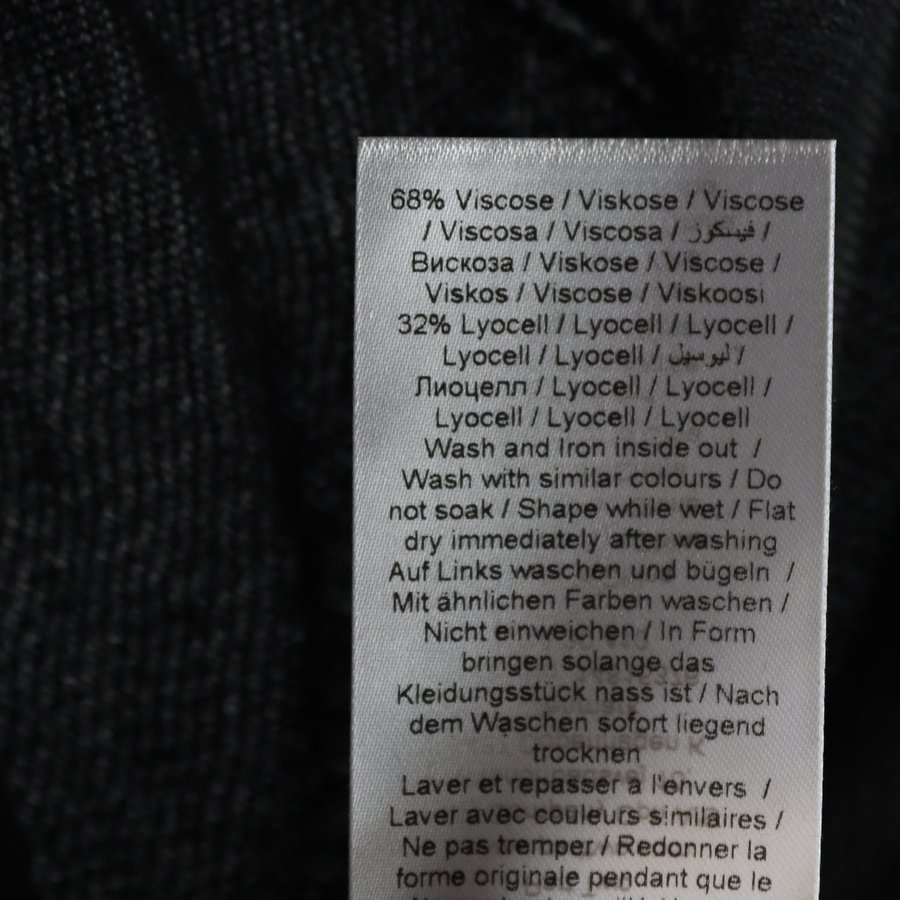 68% Viscose / Viskose / Viscose
/ Viscosa / Viscosa / فيسكوز /
Вискоза / Viskose / Viscose /
Viskos / Viscose / Viskoosi
32% Lyocell / Lyocell / Lyocell /
Lyocell / Lyocell / ليوسيل /
Лиоцелл / Lyocell / Lyocell /
Lyocell / Lyocell / Lyocell
Wash and Iron inside out /
Wash with similar colours / Do
not soak / Shape while wet / Flat
dry immediately after washing
Auf Links waschen und bügeln /
Mit ähnlichen Farben waschen /
Nicht einweichen / In Form
bringen solange das
Kleidungsstück nass ist / Nach
dem Waschen sofort liegend
trocknen
Laver et repasser à l'envers /
Laver avec couleurs similaires /
Ne pas tremper / Redonner la
forme originale pendant que le